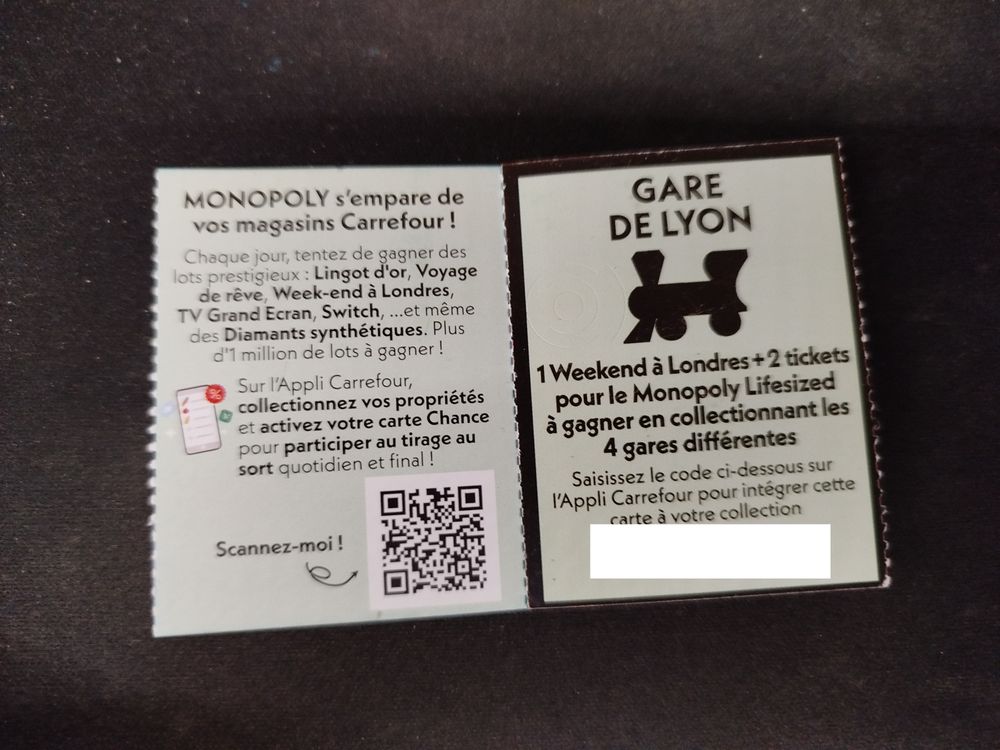 MONOPOLY s'empare de
vos magasins Carrefour !
Chaque jour, tentez de gagner des
lots prestigieux : Lingot d'or, Voyage
de rêve, Week-end à Londres,
TV Grand Ecran, Switch, ...et même
des Diamants synthétiques. Plus
d'1 million de lots à gagner !
Sur l'Appli Carrefour,
collectionnez vos propriétés
et activez votre carte Chance
pour participer au tirage au
sort quotidien et final !
Scannez-moi !
GARE
DE LYON
1 Weekend à Londres + 2 tickets
pour le Monopoly Lifesized
à gagner en collectionnant les
4 gares différentes
Saisissez le code ci-dessous sur
l'Appli Carrefour pour intégrer cette
carte à votre collection